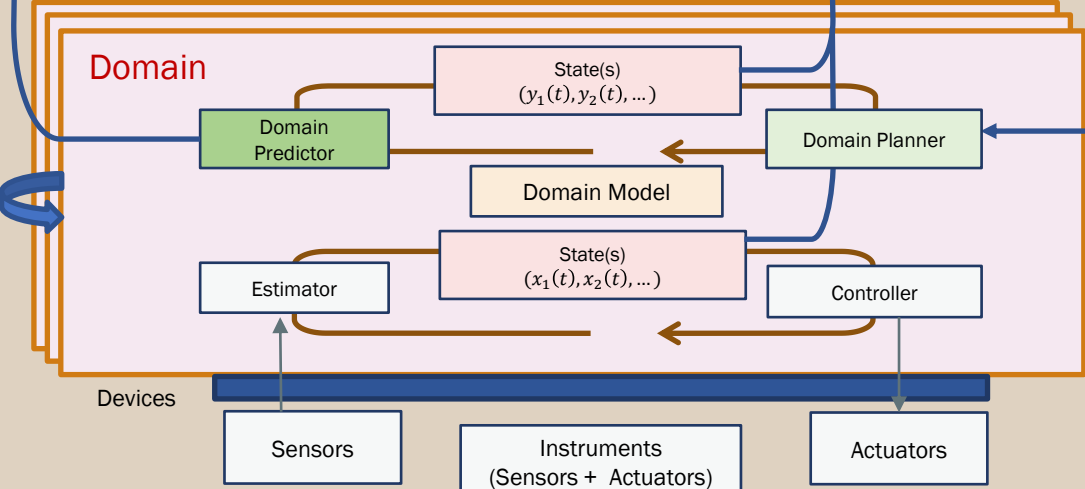 Domain
State(s)
(y₁(t), y₂(t), …)
Domain
Predictor
Domain Planner
Domain Model
State(s)
(x₁(t), x₂(t), …)
Estimator
Controller
Devices
Sensors
Instruments
(Sensors + Actuators)
Actuators